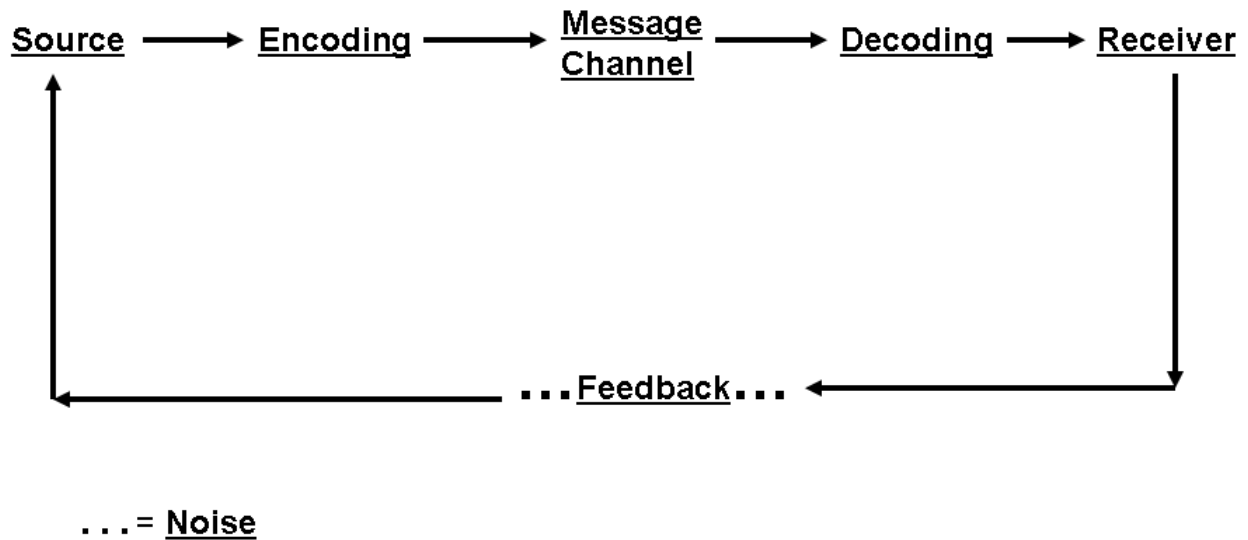 Source Encoding Message Decoding Receiver
Channel
...Feedback...
...= Noise